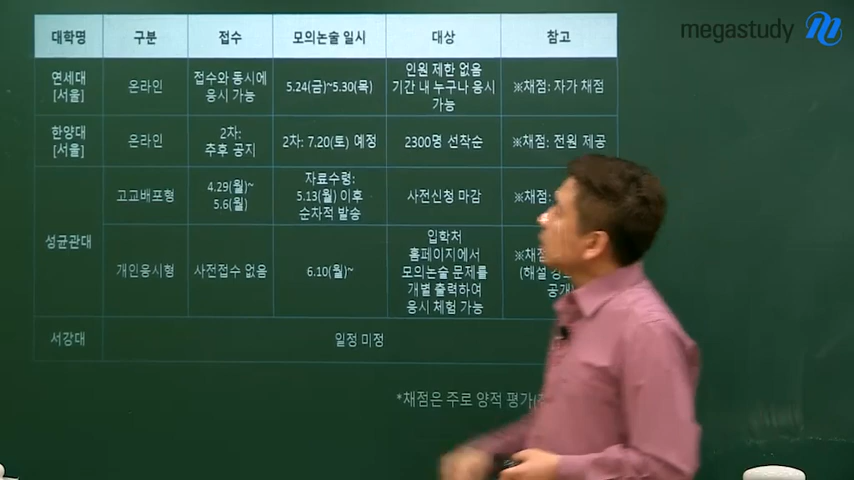 megastudy
대학명 구분 접수 모의논술 일시 대상 참고
연세대
[서울]
온라인
접수와 동시에
응시 가능
5.24(금)~5.30(목)
인원 제한 없음
기간 내 누구나 응시
가능
※채점: 자가 채점
한양대
[서울]
온라인
2차:
추후 공지
2차: 7.20(토) 예정
2300명 선착순
※채점: 전원 제공
성균관대
고교배포형
4.29(월)~
5.6(월)
자료수령:
5.13(월) 이후
순차적 발송
사전신청 마감
※채점:
개인응시형
사전접수 없음
6.10(월)~
입학처
홈페이지에서
모의논술 문제를
개별 출력하여
응시 체험 가능
※채점
(해설
공개
서강대
일정 미정
*채점은 주로 양적 평가(